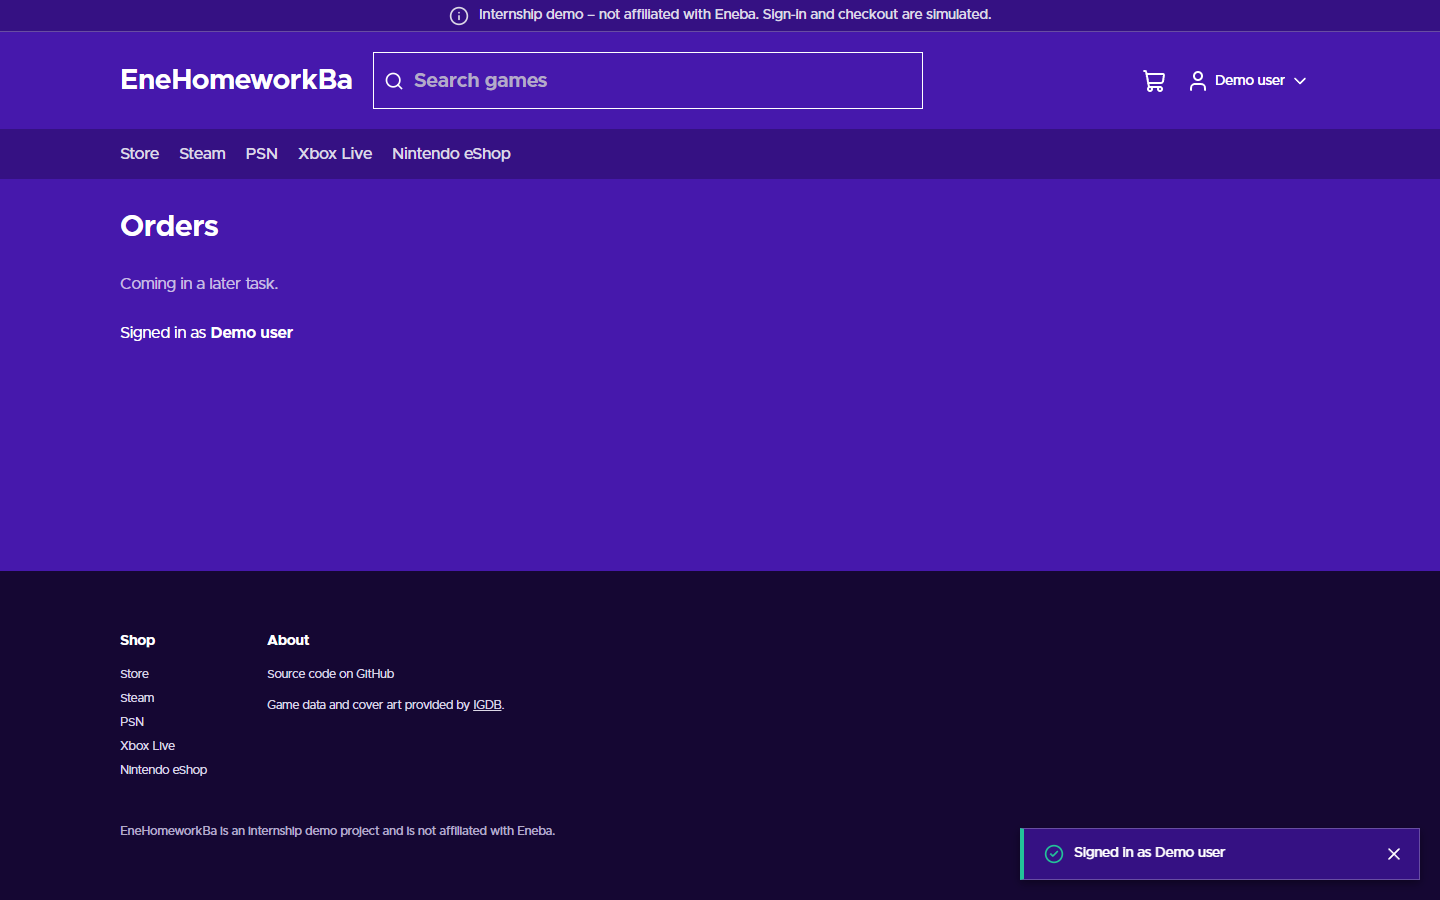 Internship demo – not affiliated with Eneba. Sign-in and checkout are simulated.
EneHomeworkBa
Search games
Demo user
Store Steam PSN Xbox Live Nintendo eShop
Orders
Coming in a later task.
Signed in as Demo user
Shop
Store
Steam
PSN
Xbox Live
Nintendo eShop
About
Source code on GitHub
Game data and cover art provided by IGDB.
EneHomeworkBa is an internship demo project and is not affiliated with Eneba.
Signed in as Demo user